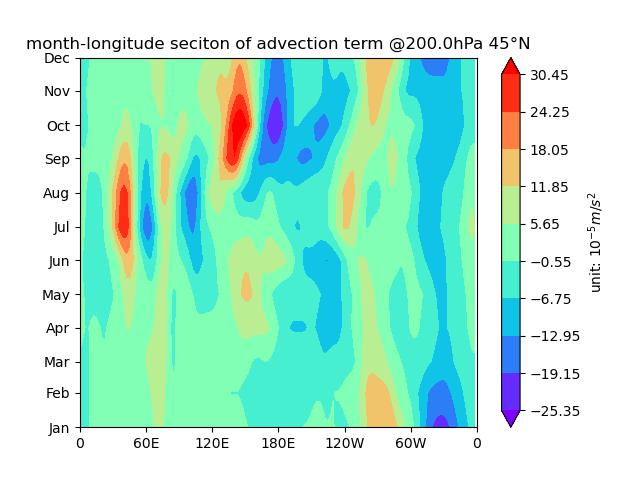 month-longitude seciton of advection term @200.0hPa 45°N
Dec
Nov
Oct
Sep
Aug
Jul
Jun
May
Apr
Mar
Feb
Jan
0 60E 120E 180E 120W 60W 0
30.45
24.25
18.05
11.85
5.65
−0.55
−6.75
−12.95
−19.15
−25.35
unit: 10⁻⁵m/s²